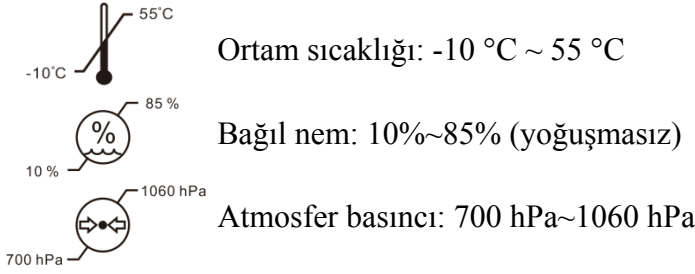 55°C
-10°C
Ortam sıcaklığı: -10 °C ~ 55 °C
85 %
%
10 %
Bağıl nem: 10%~85% (yoğuşmasız)
1060 hPa
700 hPa
Atmosfer basıncı: 700 hPa~1060 hPa